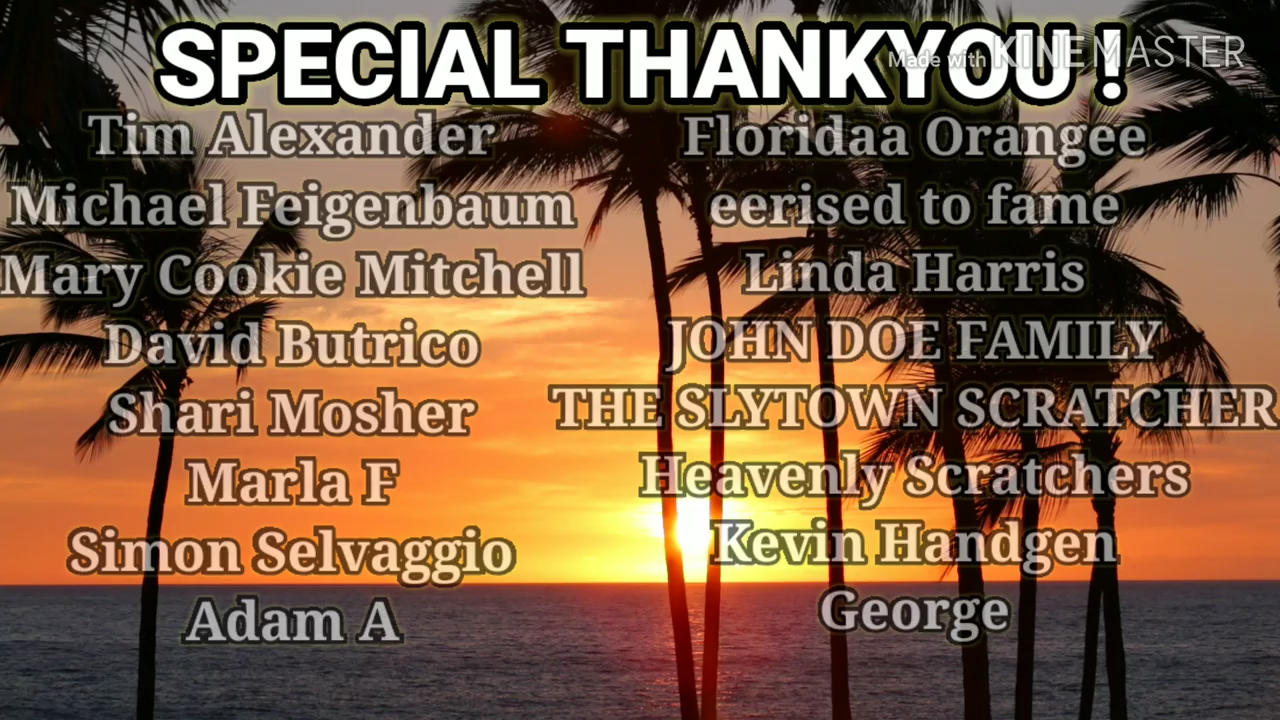 SPECIAL THANKYOU !
Made with KINEMASTER
Tim Alexander
Michael Feigenbaum
Mary Cookie Mitchell
David Butrico
Shari Mosher
Marla F
Simon Selvaggio
Adam A
Floridaa Orangee
eerised to fame
Linda Harris
JOHN DOE FAMILY
THE SLYTOWN SCRATCHER
Heavenly Scratchers
Kevin Handgen
George